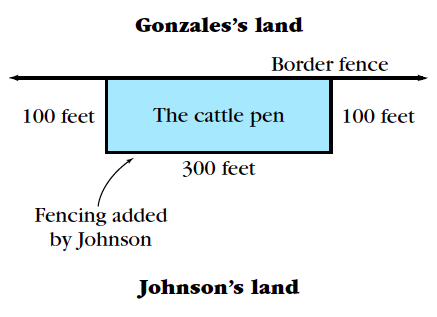 Gonzales's land
Border fence
100 feet
The cattle pen
100 feet
300 feet
Fencing added
by Johnson
Johnson's land